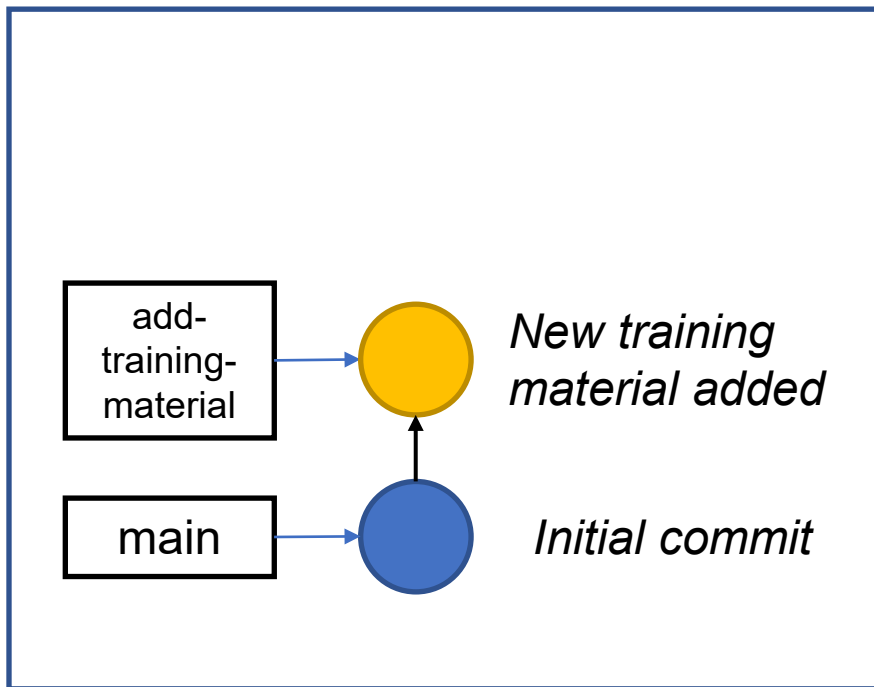 add-
training-
material
New training
material added
main
Initial commit